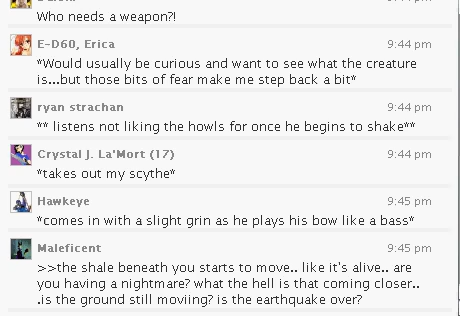 Who needs a weapon?!
E-D60, Erica 9:44 pm
*Would usually be curious and want to see what the creature
is...but those bits of fear make me step back a bit*
ryan strachan 9:44 pm
** listens not liking the howls for once he begins to shake**
Crystal J. La'Mort (17) 9:44 pm
*takes out my scythe*
Hawkeye 9:45 pm
*comes in with a slight grin as he plays his bow like a bass*
Maleficent 9:45 pm
>>the shale beneath you starts to move.. like it's alive.. are
you having a nightmare? what the hell is that coming closer..
.is the ground still moviing? is the earthquake over?